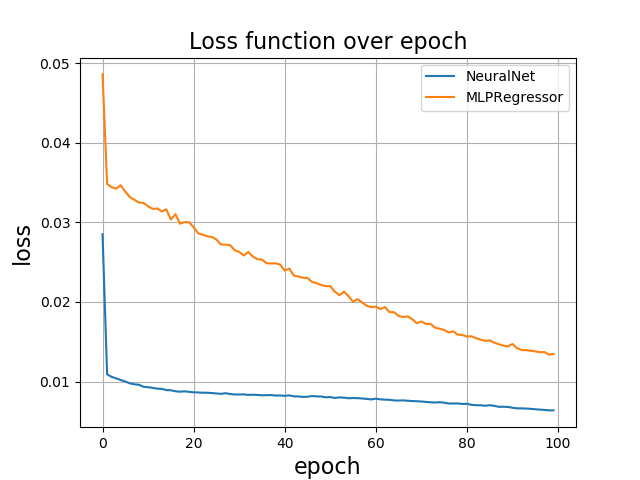 Loss function over epoch
NeuralNet
MLPRegressor
loss
0.05
0.04
0.03
0.02
0.01
0 20 40 60 80 100
epoch